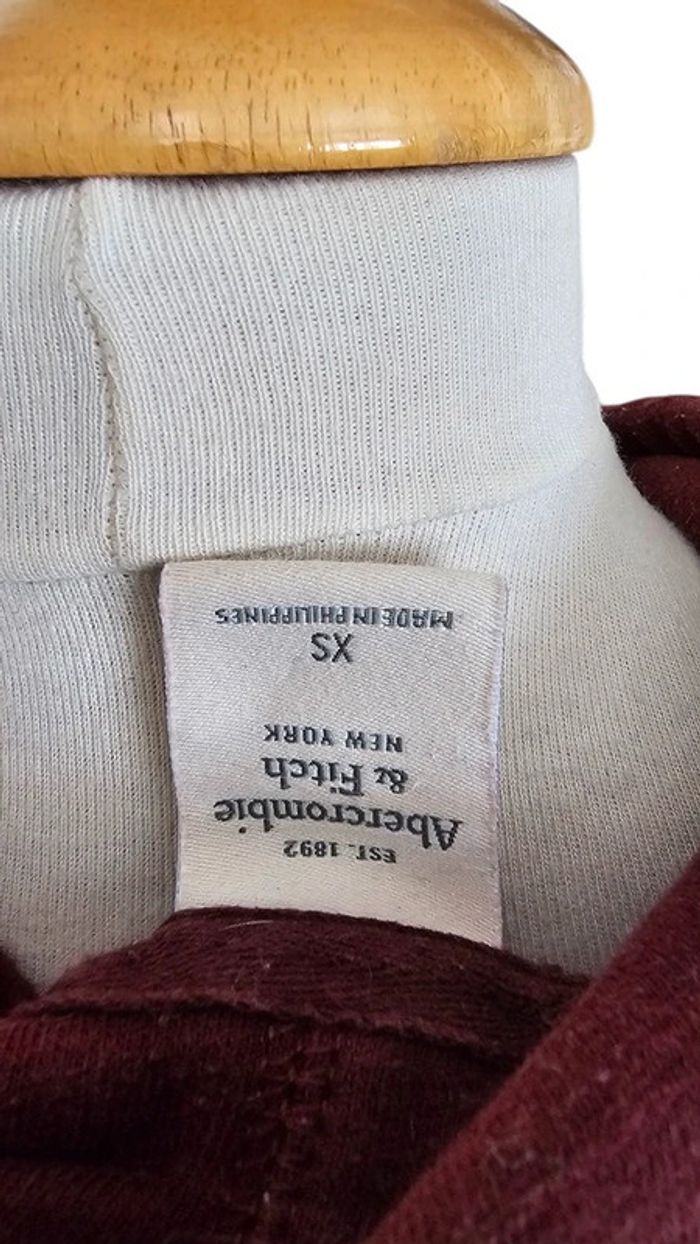 EST. 1892
Abercrombie
& Fitch
NEW YORK
XS
MADE IN PHILIPPINES